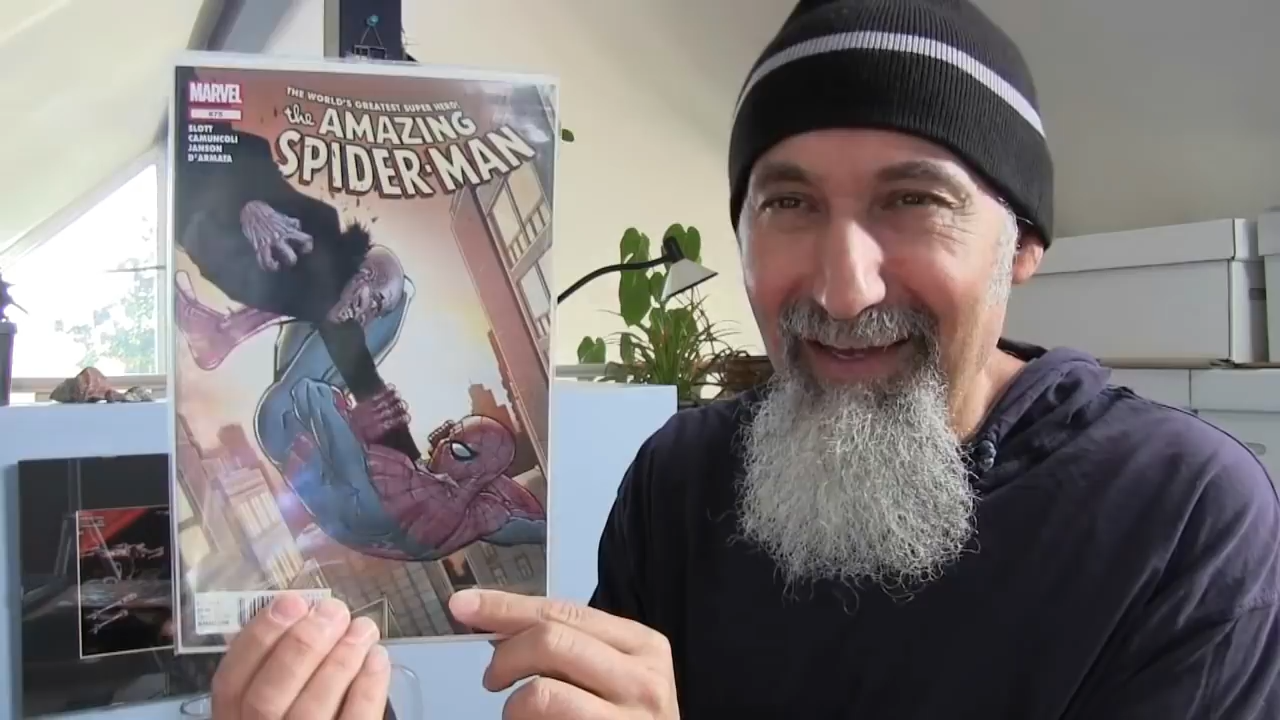 MARVEL
THE WORLD'S GREATEST SUPER HERO!
the AMAZING
SPIDER-MAN
SLOTT
CAMUNCOLI
JANSON
D'ARMATA